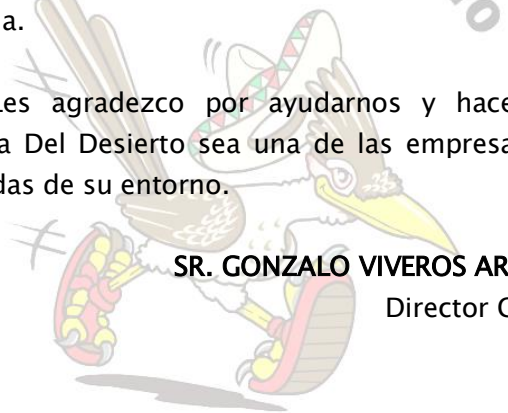 a.
Les agradezco por ayudarnos y hace
a Del Desierto sea una de las empresa
das de su entorno.
SR. GONZALO VIVEROS AR
Director